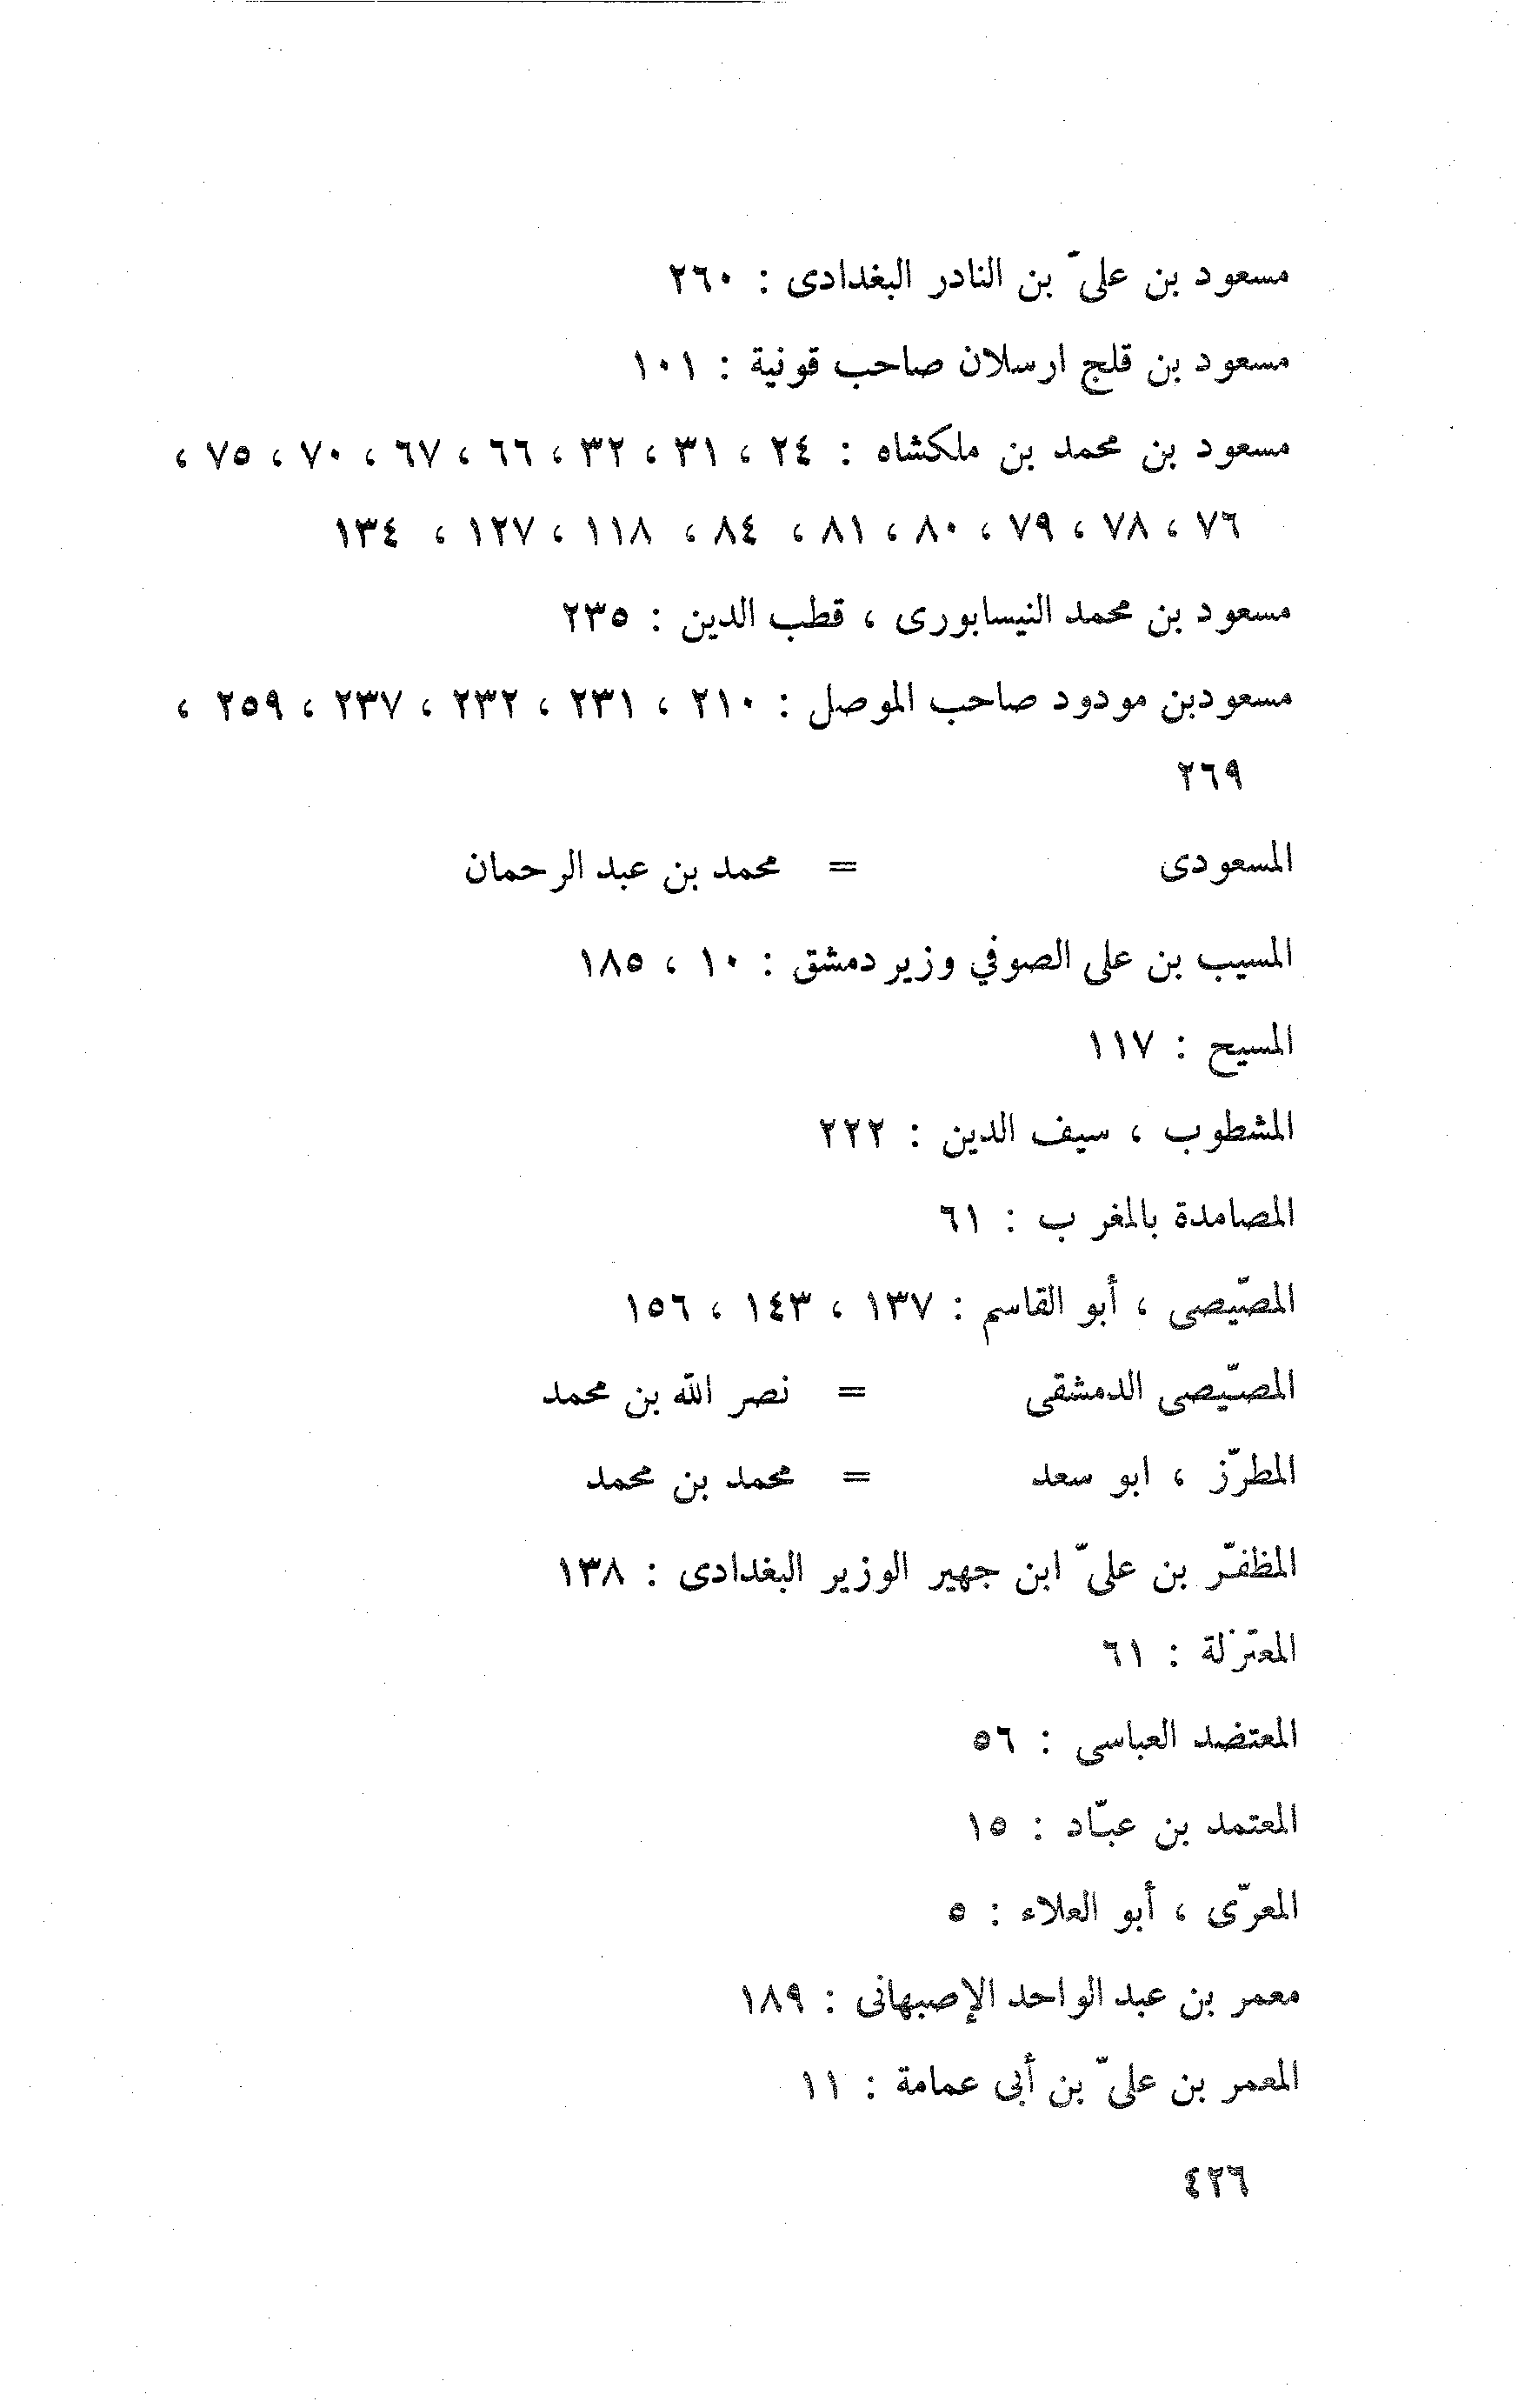 مسعود بن علىّ بن النادر البغدادى : ٢٦٠
مسعود بن قلج ارسلان صاحب قونية : ١٠١
مسعود بن محمد بن ملكشاه : ٢٤ ، ٣١ ، ٣٢ ، ٦٦ ، ٦٧ ، ٧٠ ، ٧٥ ،
٧٦ ، ٧٨ ، ٧٩ ، ٨٠ ، ٨١ ، ٨٤ ، ١١٨ ، ١٢٧ ، ١٣٤
مسعود بن محمد النيسابورى ، قطب الدين : ٢٣٥
مسعودبن مودود صاحب الموصل : ٢١٠ ، ٢٣١ ، ٢٣٢ ، ٢٣٧ ، ٢٥٩ ،
٢٦٩
المسعودى = محمد بن عبد الرحمان
المسيب بن على الصوفي وزير دمشق : ١٠ ، ١٨٥
المسيح : ١١٧
المشطوب ، سيف الدين : ٢٢٢
المصامدة بالمغرب : ٦١
المصّيصى ، أبو القاسم : ١٣٧ ، ١٤٣ ، ١٥٦
المصّيصى الدمشقى = نصر الله بن محمد
المطرّز ، ابو سعد = محمد بن محمد
المظفّر بن علىّ ابن جهير الوزير البغدادى : ١٣٨
المعتزلة : ٦١
المعتضد العباسى : ٥٦
المعتمد بن عبّاد : ١٥
المعرّى ، أبو العلاء : ٥
معمر بن عبد الواحد الإصبهانى : ١٨٩
المعمر بن علىّ بن أبى عمامة : ١١
٤٢٦